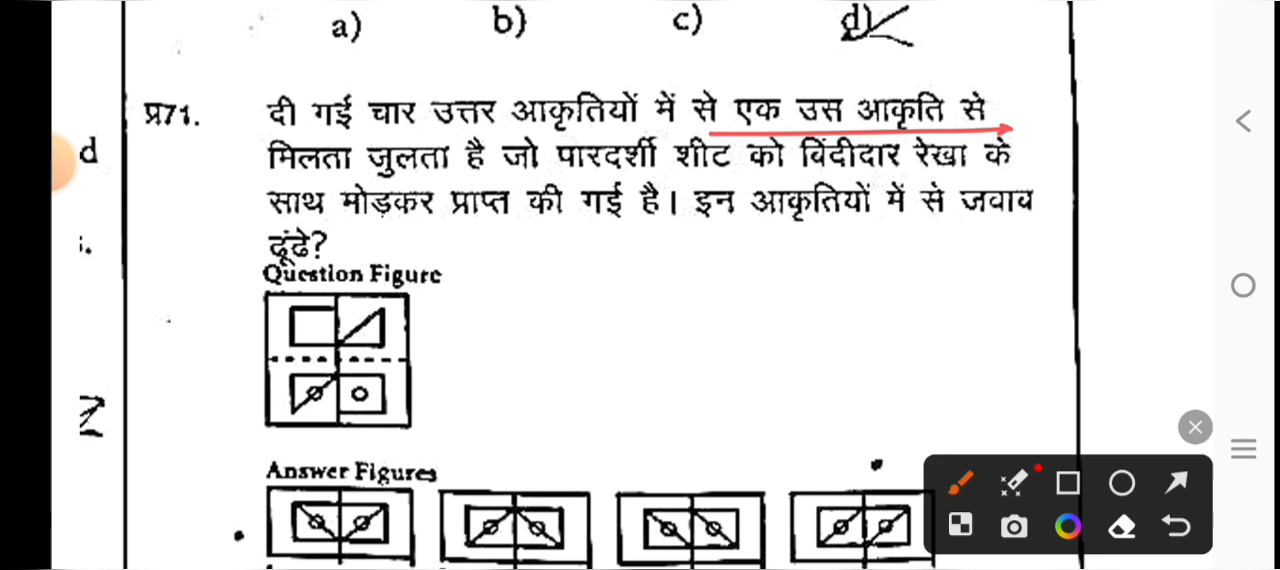 a) b) c) d)
प्र71. दी गई चार उत्तर आकृतियों में से एक उस आकृति से
d मिलता जुलता है जो पारदर्शी शीट को बिंदीदार रेखा के
साथ मोड़कर प्राप्त की गई है। इन आकृतियों में से जवाब
ढूंढे?
Question Figure
Answer Figures